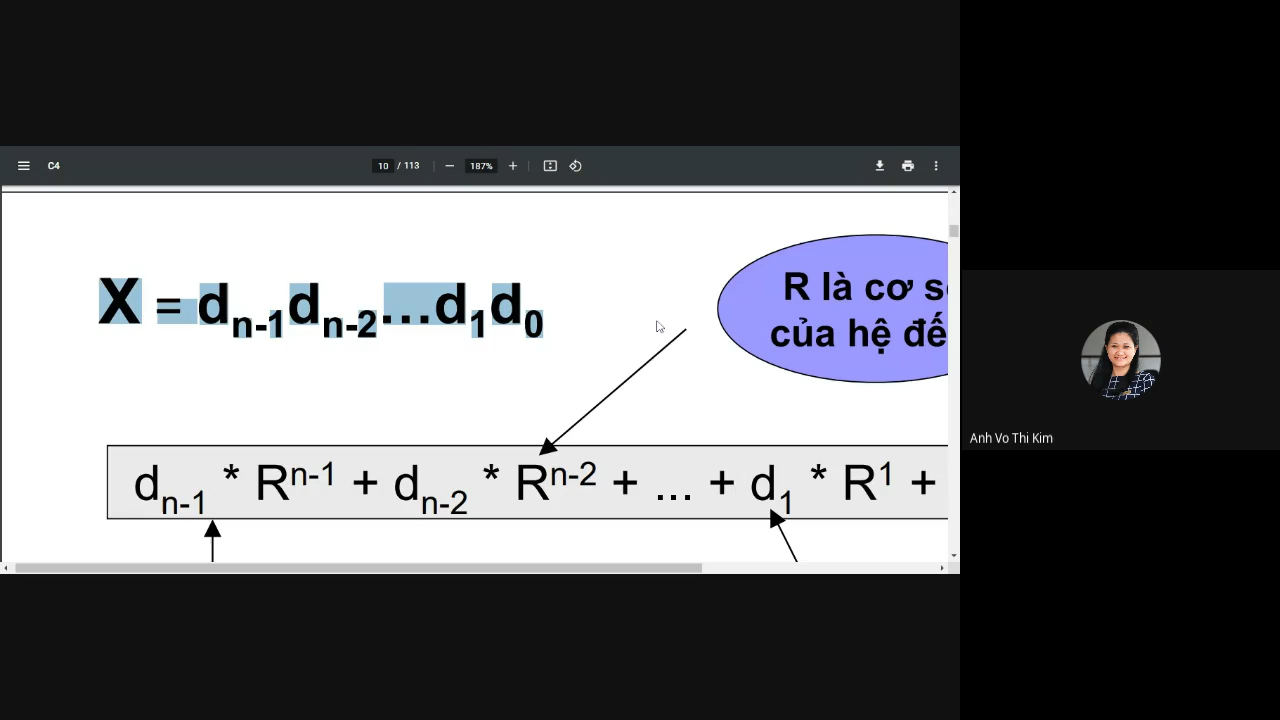 C4
10 / 113
187%
X = dn-1dn-2...d1d0
R là cơ
của hệ
dn-1 * Rn-1 + dn-2 * Rn-2 + ... + d1 * R1 +
Anh Vo Thi Kim